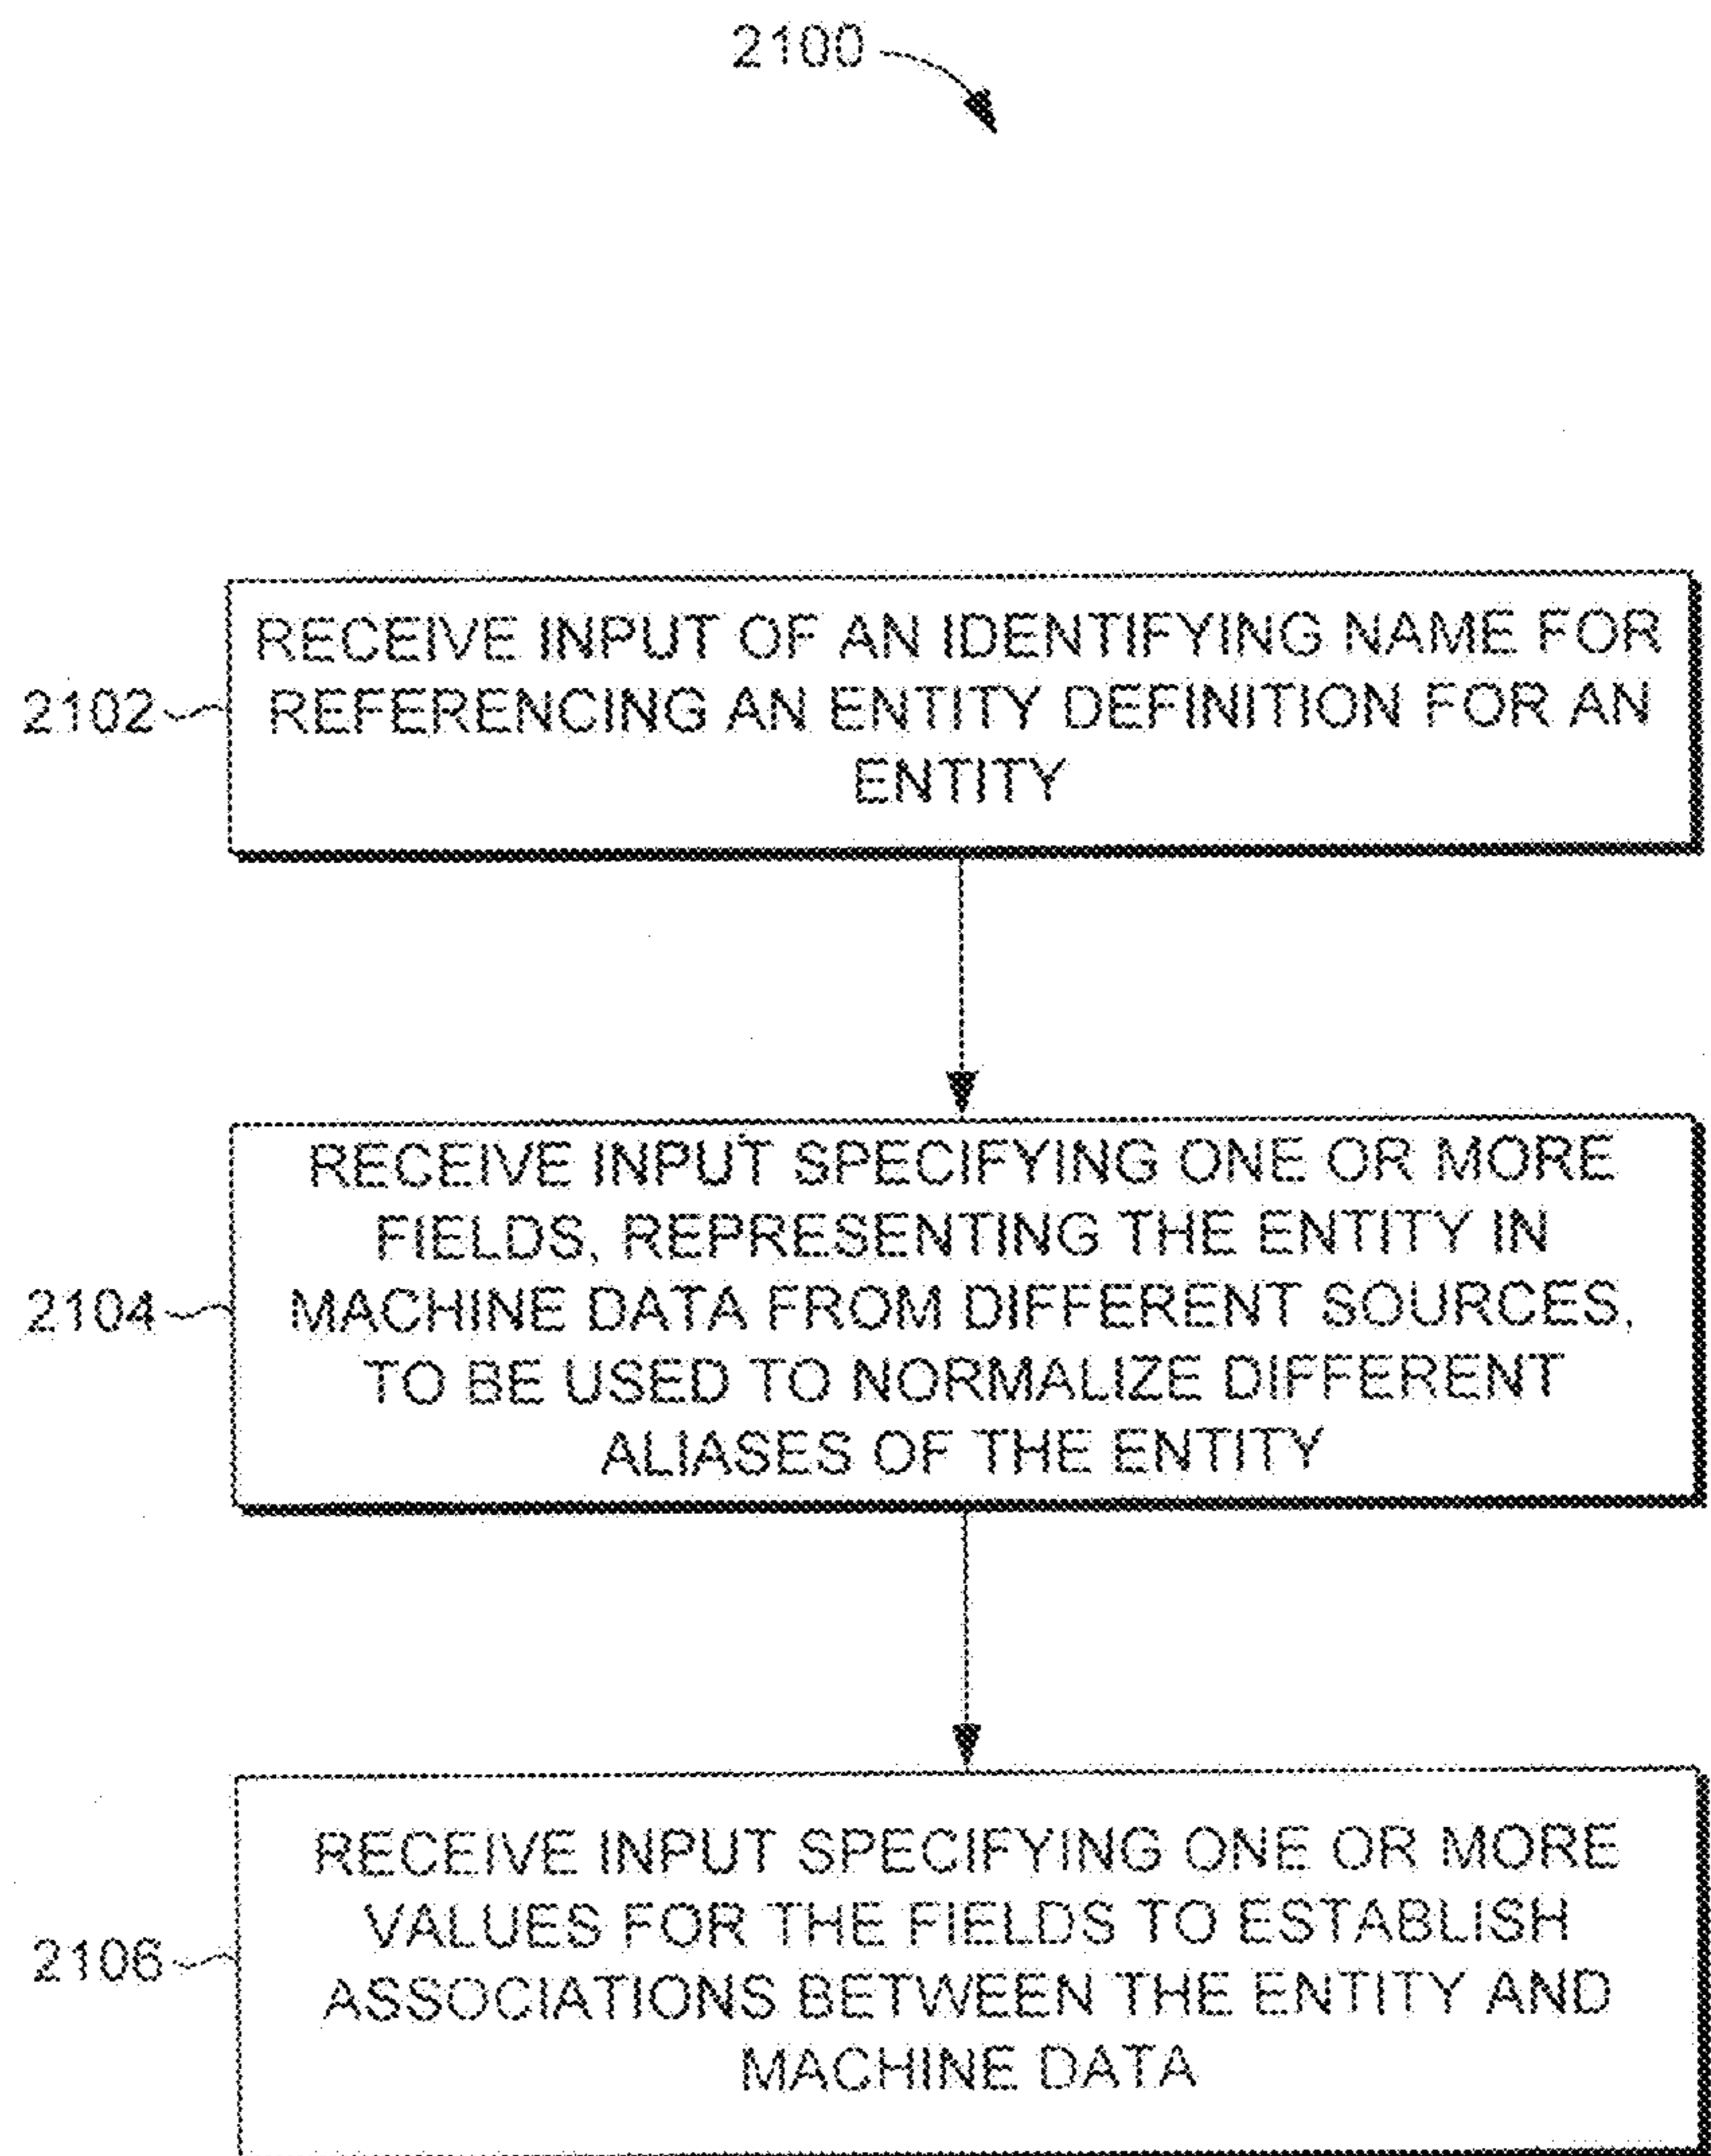 2100
RECEIVE INPUT OF AN IDENTIFYING NAME FOR
REFERENCING AN ENTITY DEFINITION FOR AN
ENTITY
2102
RECEIVE INPUT SPECIFYING ONE OR MORE
FIELDS, REPRESENTING THE ENTITY IN
MACHINE DATA FROM DIFFERENT SOURCES,
TO BE USED TO NORMALIZE DIFFERENT
ALIASES OF THE ENTITY
2104
RECEIVE INPUT SPECIFYING ONE OR MORE
VALUES FOR THE FIELDS TO ESTABLISH
ASSOCIATIONS BETWEEN THE ENTITY AND
MACHINE DATA
2106